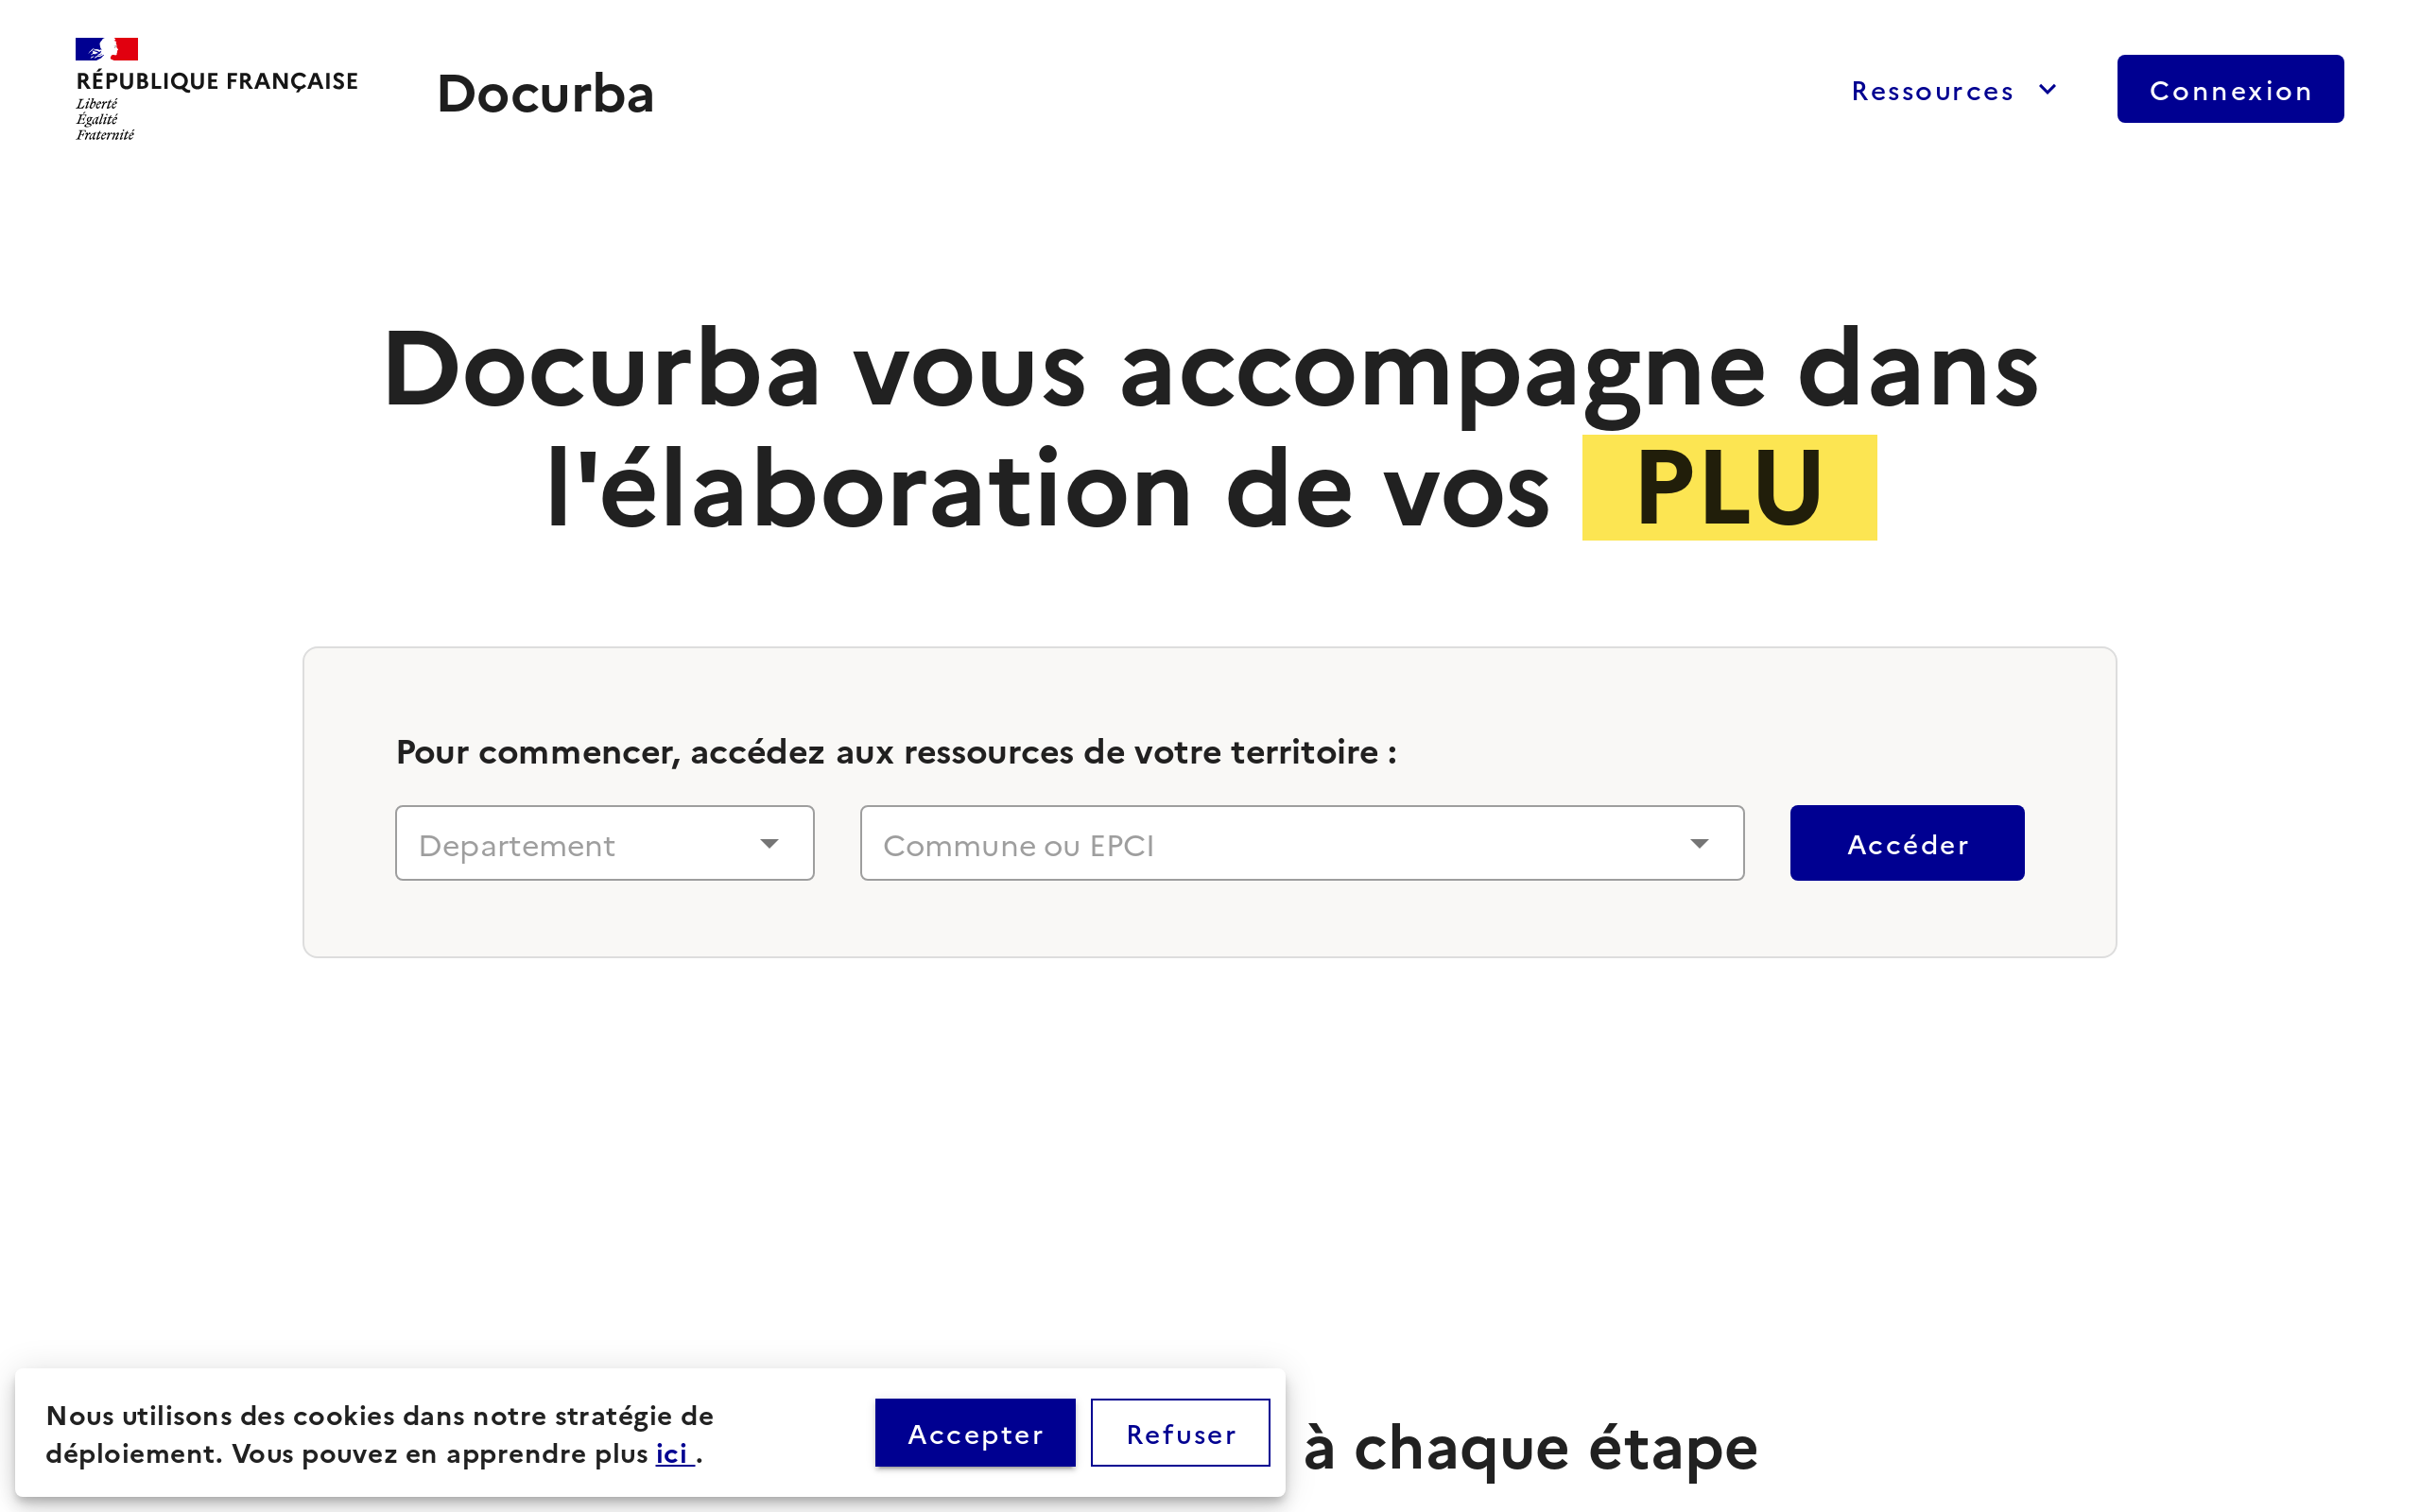 RÉPUBLIQUE FRANÇAISE
Liberté
Égalité
Fraternité
Docurba
Ressources
Connexion
Docurba vous accompagne dans
l'élaboration de vos PLU
Pour commencer, accédez aux ressources de votre territoire :
Departement
Commune ou EPCI
Accéder
à chaque étape
Nous utilisons des cookies dans notre stratégie de
déploiement. Vous pouvez en apprendre plus ici .
Accepter
Refuser